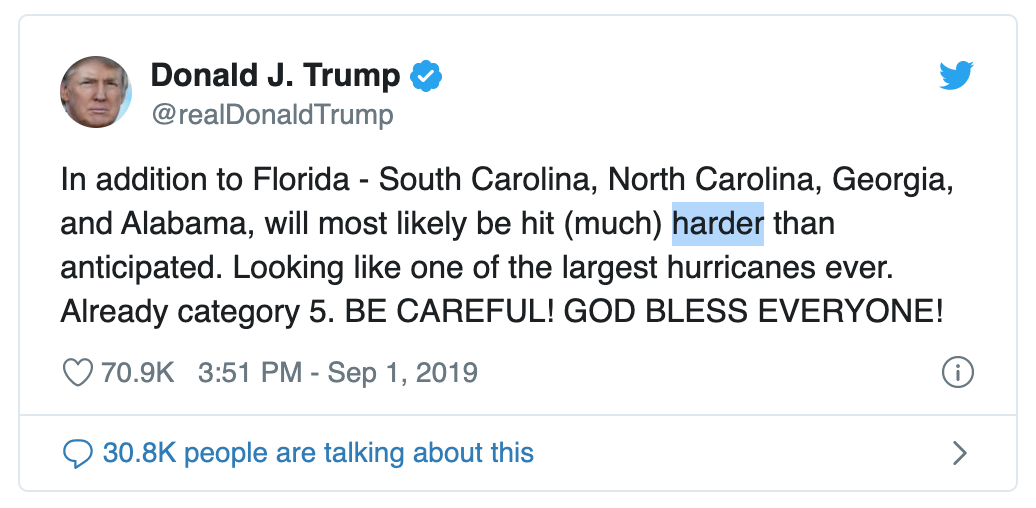 Donald J. Trump
@realDonaldTrump
In addition to Florida - South Carolina, North Carolina, Georgia,
and Alabama, will most likely be hit (much) harder than
anticipated. Looking like one of the largest hurricanes ever.
Already category 5. BE CAREFUL! GOD BLESS EVERYONE!
70.9K 3:51 PM - Sep 1, 2019
30.8K people are talking about this